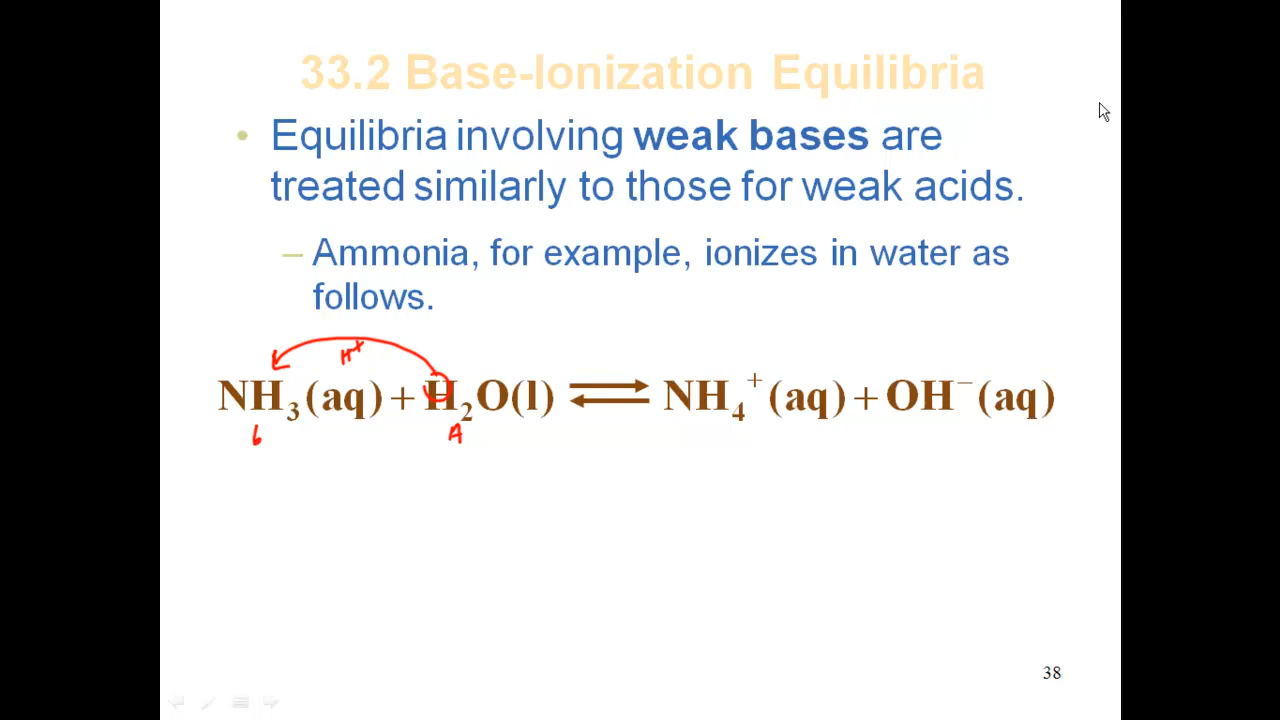 33.2 Base-Ionization Equilibria
• Equilibria involving weak bases are
treated similarly to those for weak acids.
– Ammonia, for example, ionizes in water as
follows.
H⁺
NH₃(aq) + H₂O(l) ⇌ NH₄⁺(aq) + OH⁻(aq)
b A
38